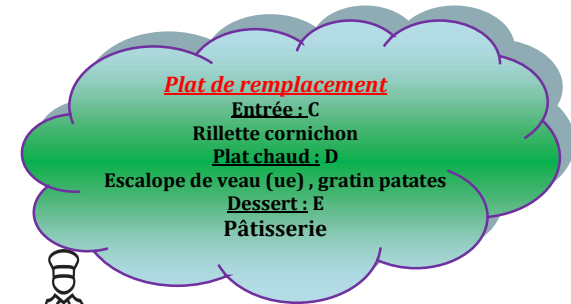 Plat de remplacement
Entrée : C
Rillette cornichon
Plat chaud : D
Escalope de veau (ue) , gratin patates
Dessert : E
Pâtisserie